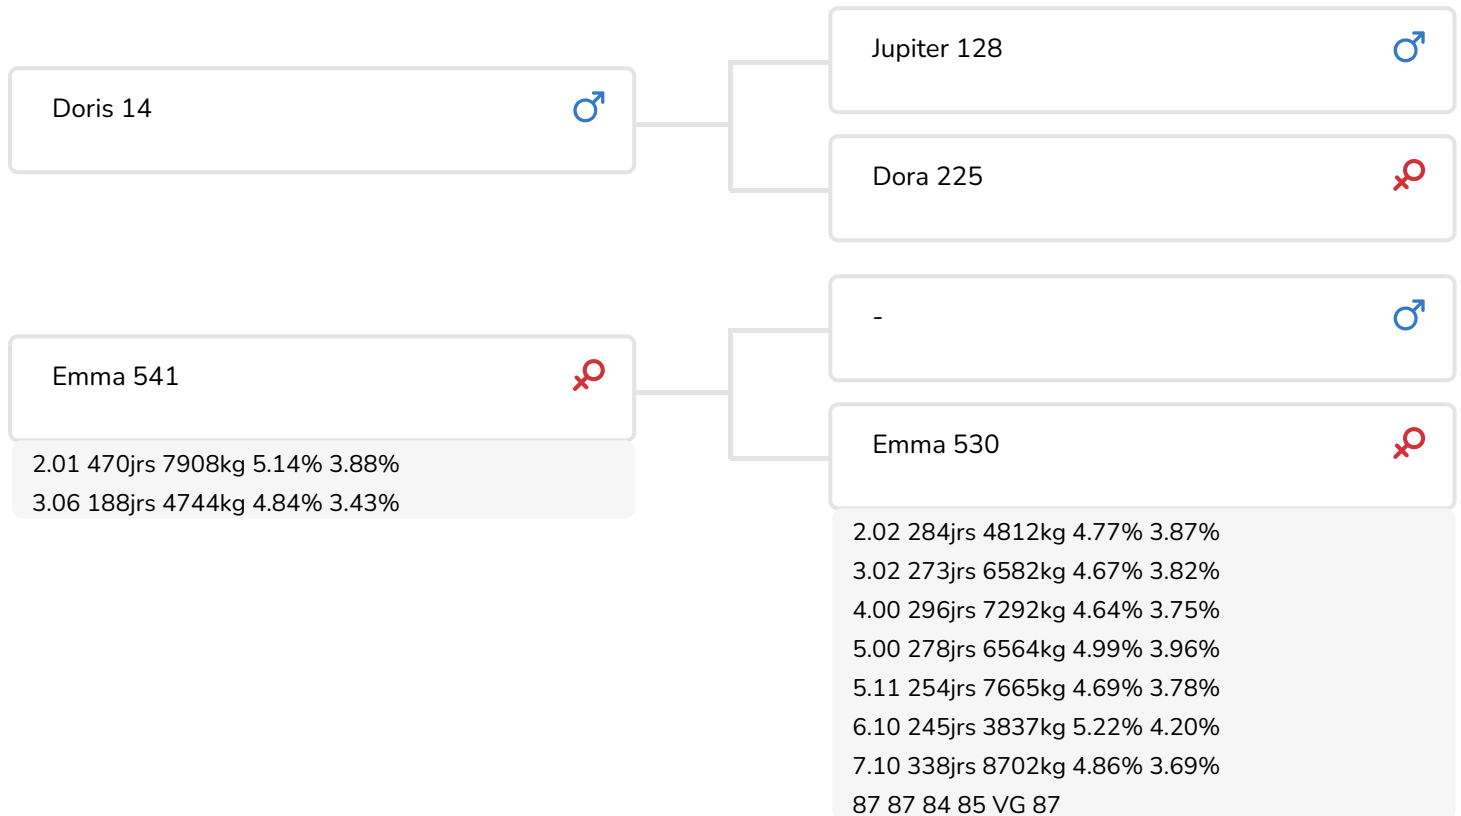 Doris 14
Jupiter 128
Dora 225
Emma 541
2.01 470jrs 7908kg 5.14% 3.88%
3.06 188jrs 4744kg 4.84% 3.43%
-
Emma 530
2.02 284jrs 4812kg 4.77% 3.87%
3.02 273jrs 6582kg 4.67% 3.82%
4.00 296jrs 7292kg 4.64% 3.75%
5.00 278jrs 6564kg 4.99% 3.96%
5.11 254jrs 7665kg 4.69% 3.78%
6.10 245jrs 3837kg 5.22% 4.20%
7.10 338jrs 8702kg 4.86% 3.69%
87 87 84 85 VG 87